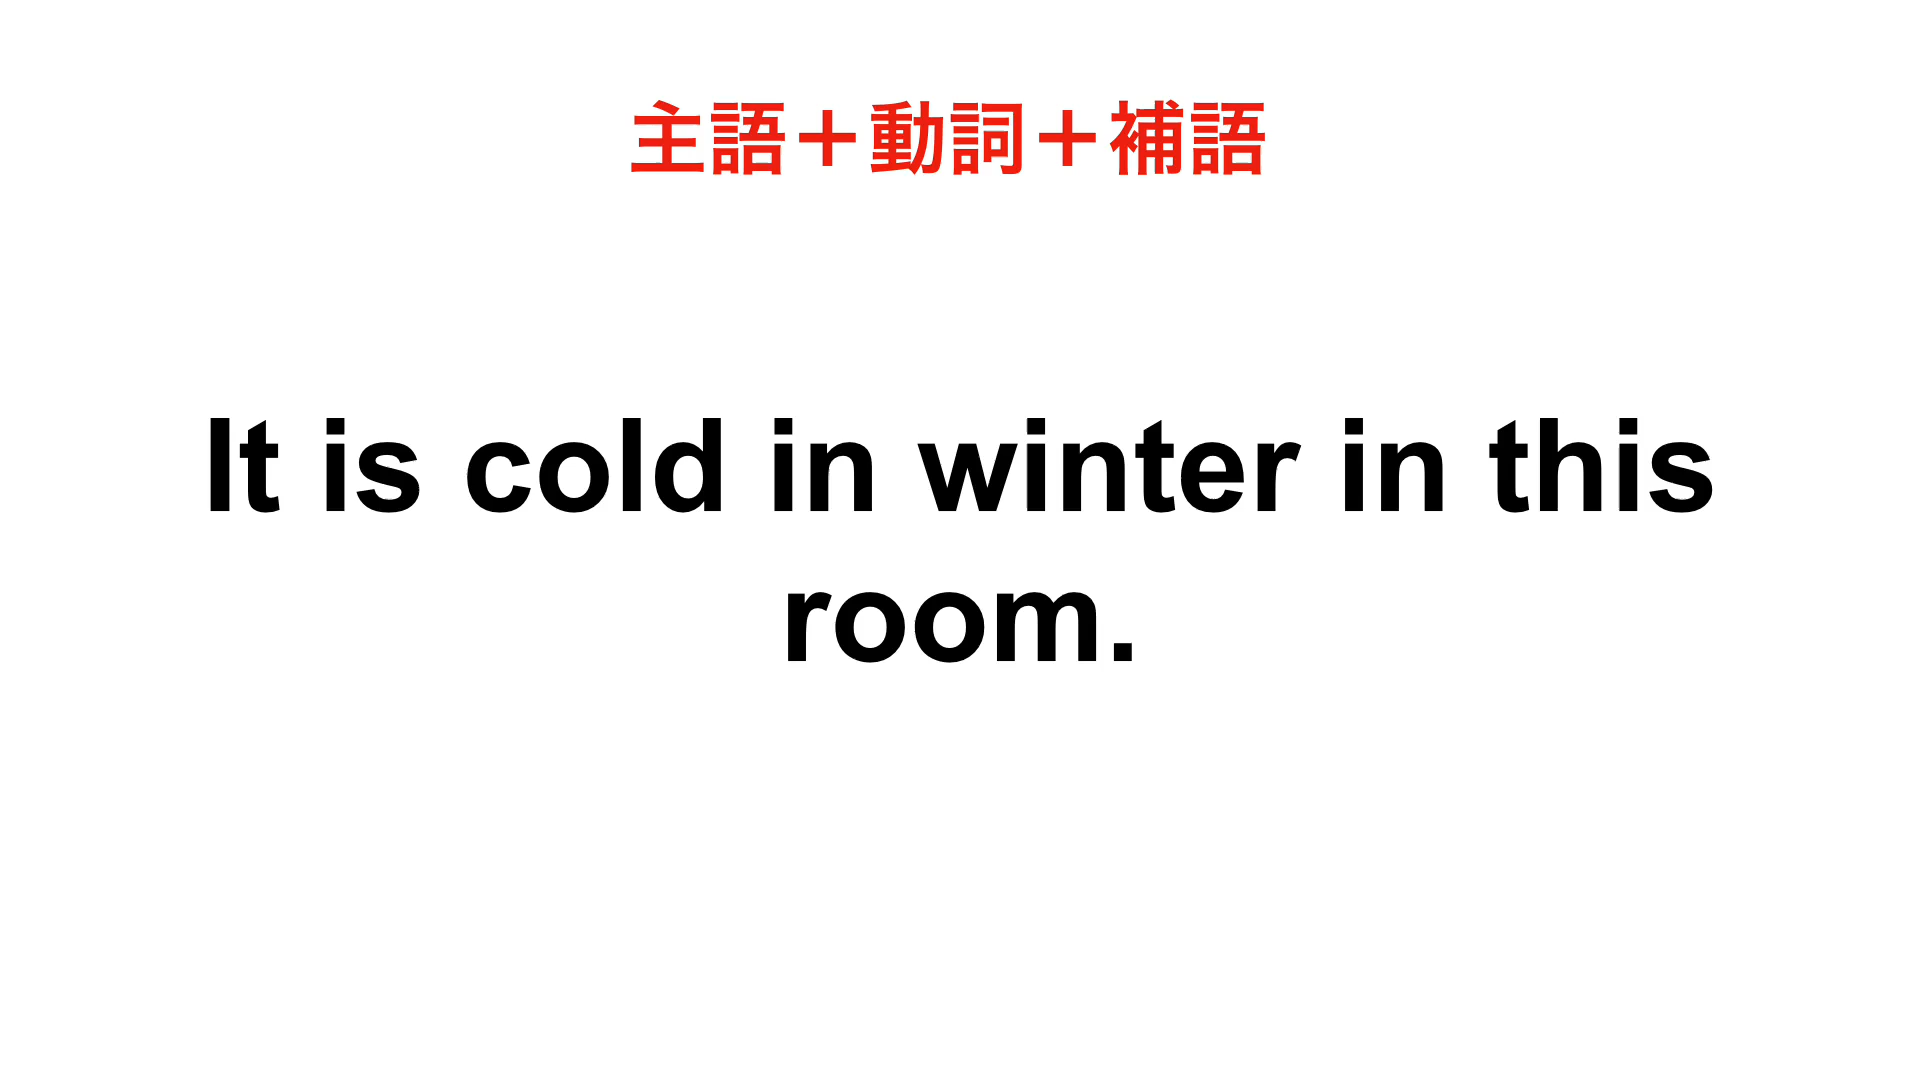 主語＋動詞＋補語
It is cold in winter in this
room.